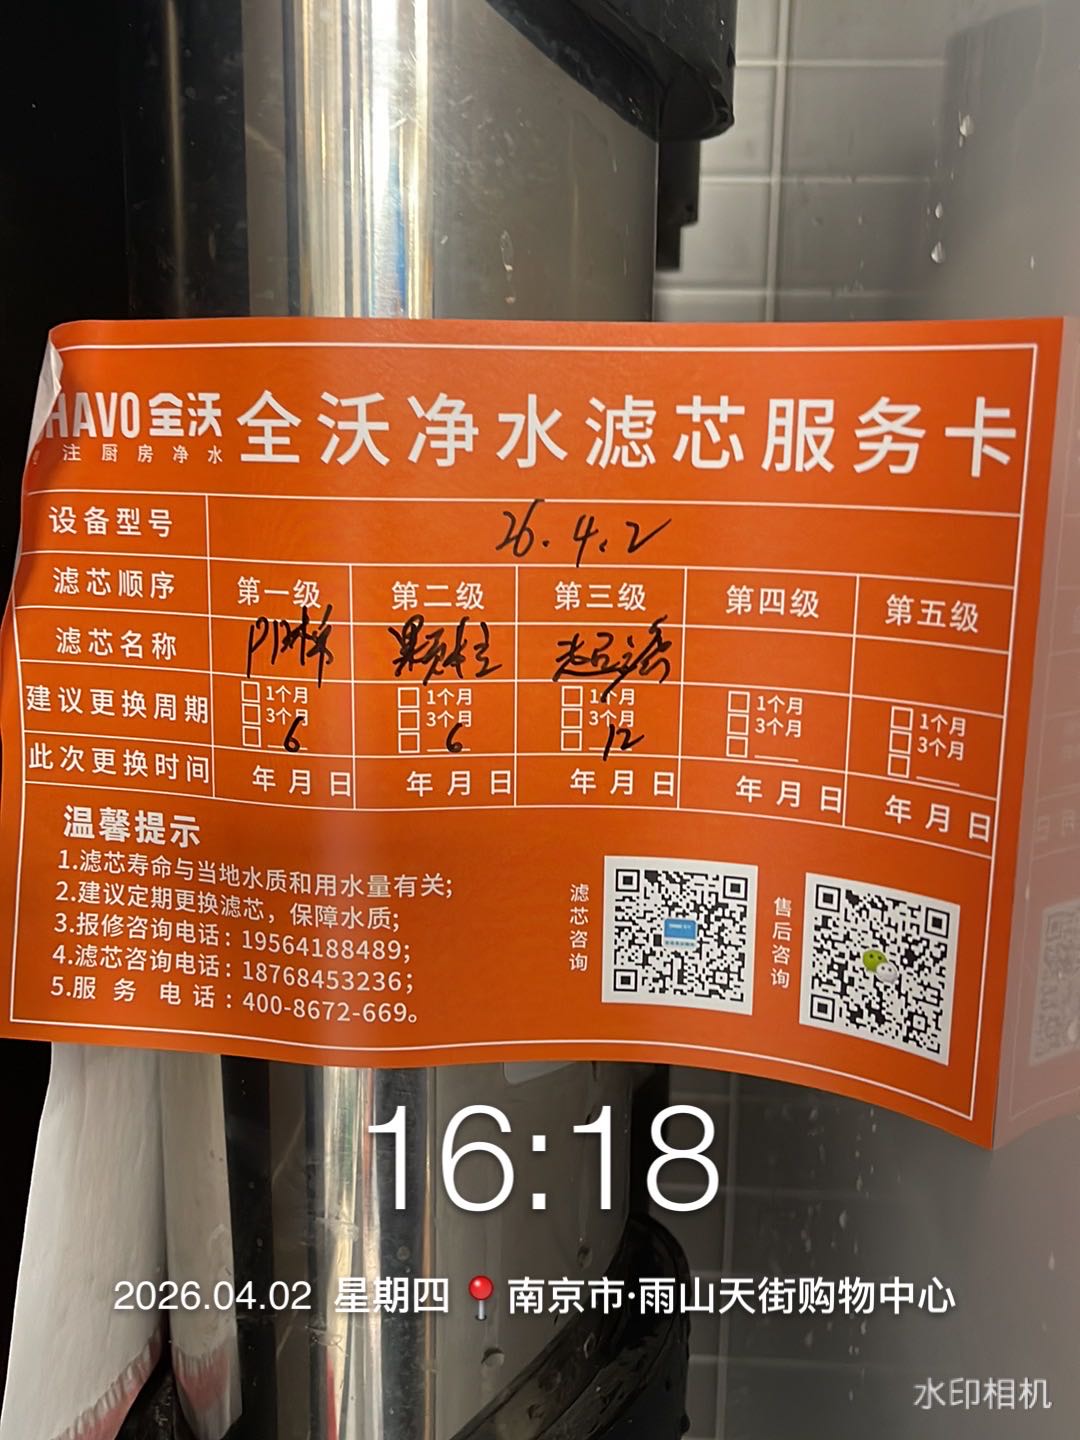 HAVO 全沃 全沃净水滤芯服务卡
注厨房净水
设备型号 26.4.2
滤芯顺序 第一级 第二级 第三级 第四级 第五级
滤芯名称 超滤
建议更换周期 1个月 1个月 1个月 1个月 1个月
3个月 3个月 3个月 3个月 3个月
6 6 12
此次更换时间 年月日 年月日 年月日 年月日 年月日
温馨提示
1.滤芯寿命与当地水质和用水量有关;
2.建议定期更换滤芯，保障水质;
3.报修咨询电话：19564188489;
4.滤芯咨询电话：18768453236;
5.服务电话：400-8672-669。
滤芯咨询
售后咨询
16:18
2026.04.02 星期四 南京市·雨山天街购物中心
水印相机